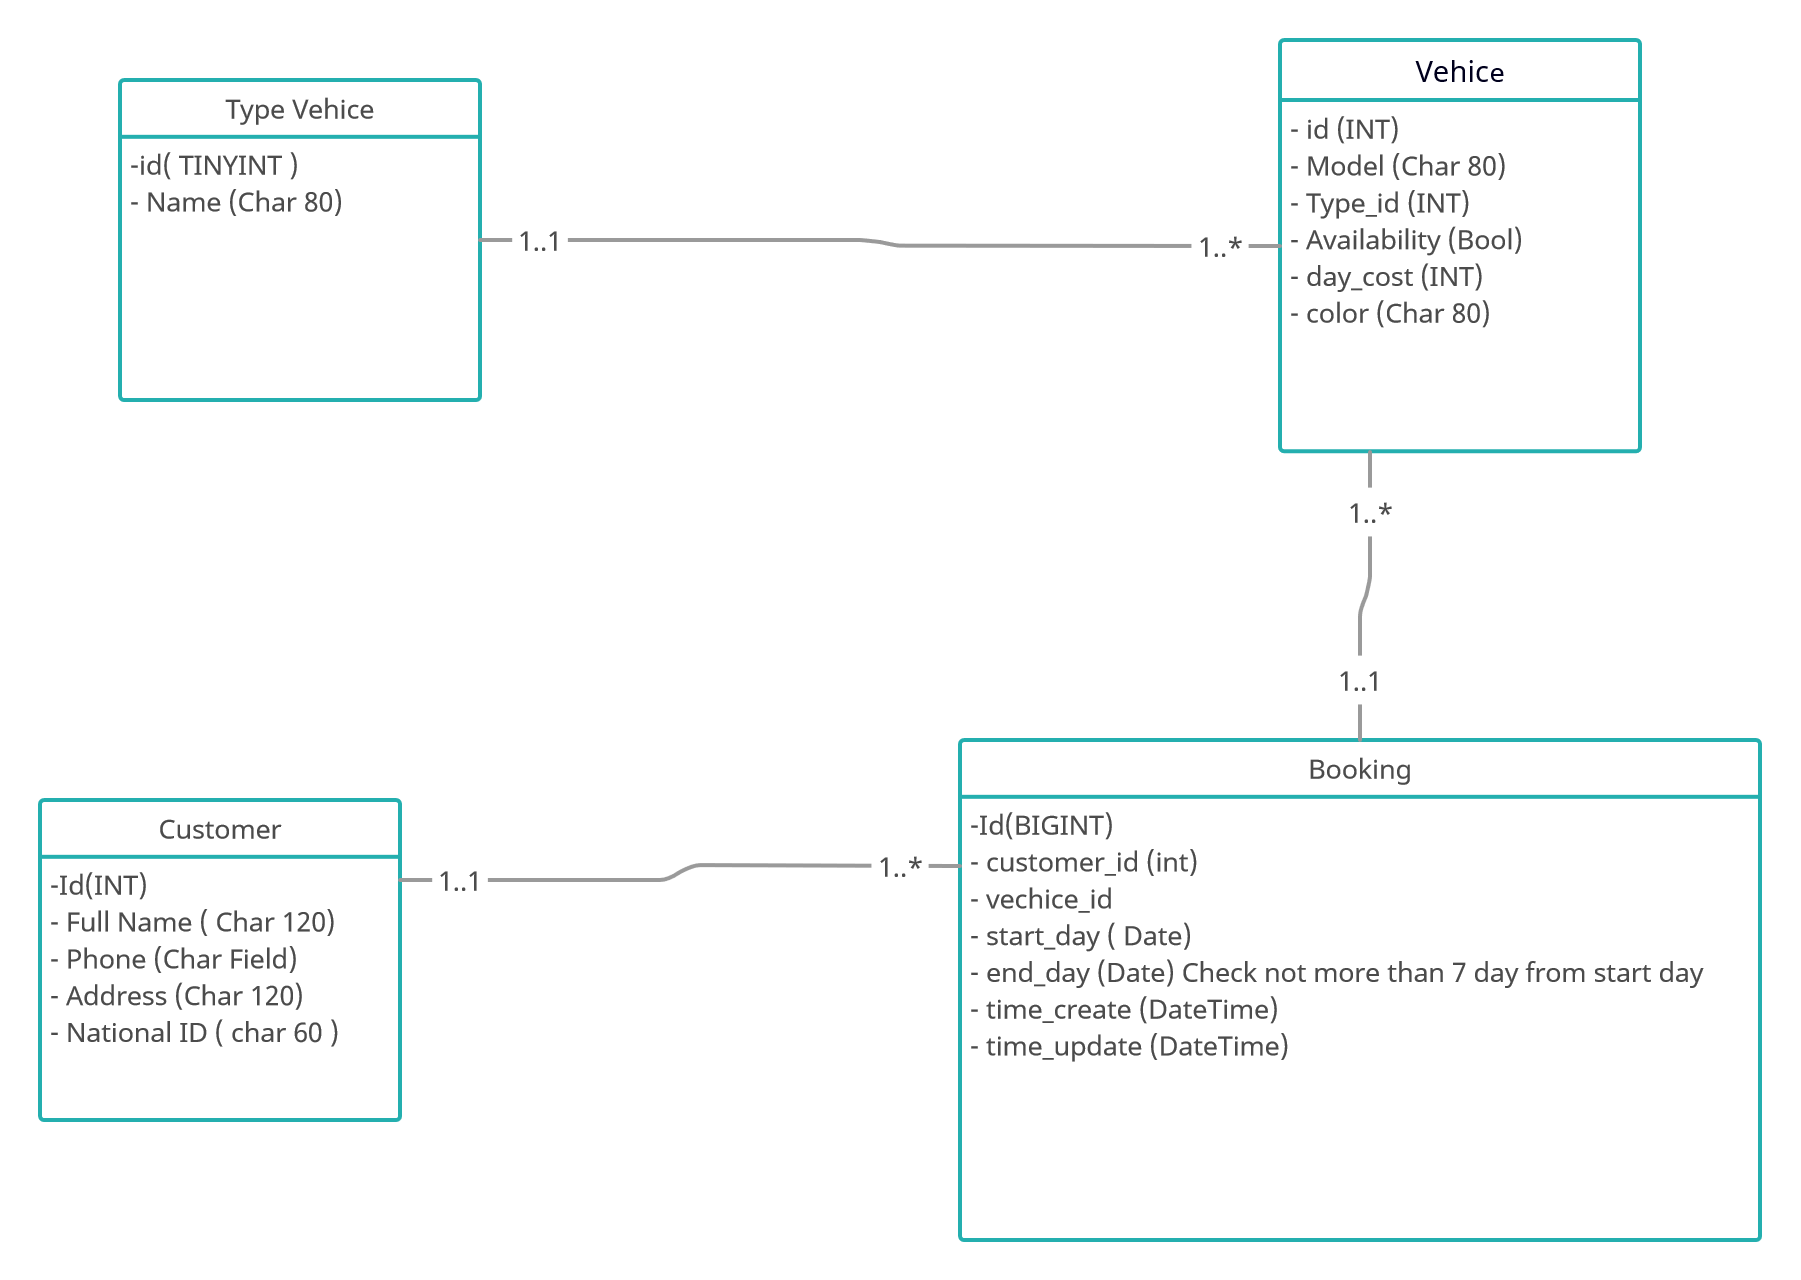 Type Vehice
-id( TINYINT )
- Name (Char 80)
1..1
1..*
Vehice
- id (INT)
- Model (Char 80)
- Type_id (INT)
- Availability (Bool)
- day_cost (INT)
- color (Char 80)
1..*
1..1
Customer
-Id(INT)
- Full Name ( Char 120)
- Phone (Char Field)
- Address (Char 120)
- National ID ( char 60 )
1..1
1..*
Booking
-Id(BIGINT)
- customer_id (int)
- vechice_id
- start_day ( Date)
- end_day (Date) Check not more than 7 day from start day
- time_create (DateTime)
- time_update (DateTime)